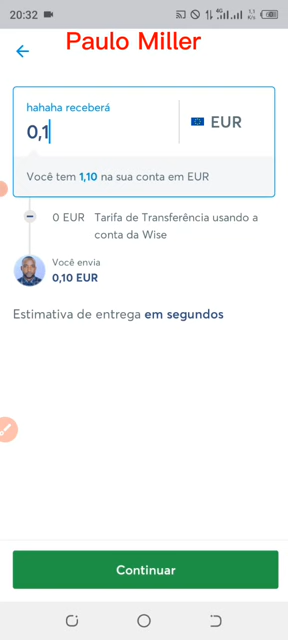 20:32
Paulo Miller
hahaha receberá
0,1
EUR
Você tem 1,10 na sua conta em EUR
0 EUR
Tarifa de Transferência usando a
conta da Wise
Você envia
0,10 EUR
Estimativa de entrega em segundos
Continuar